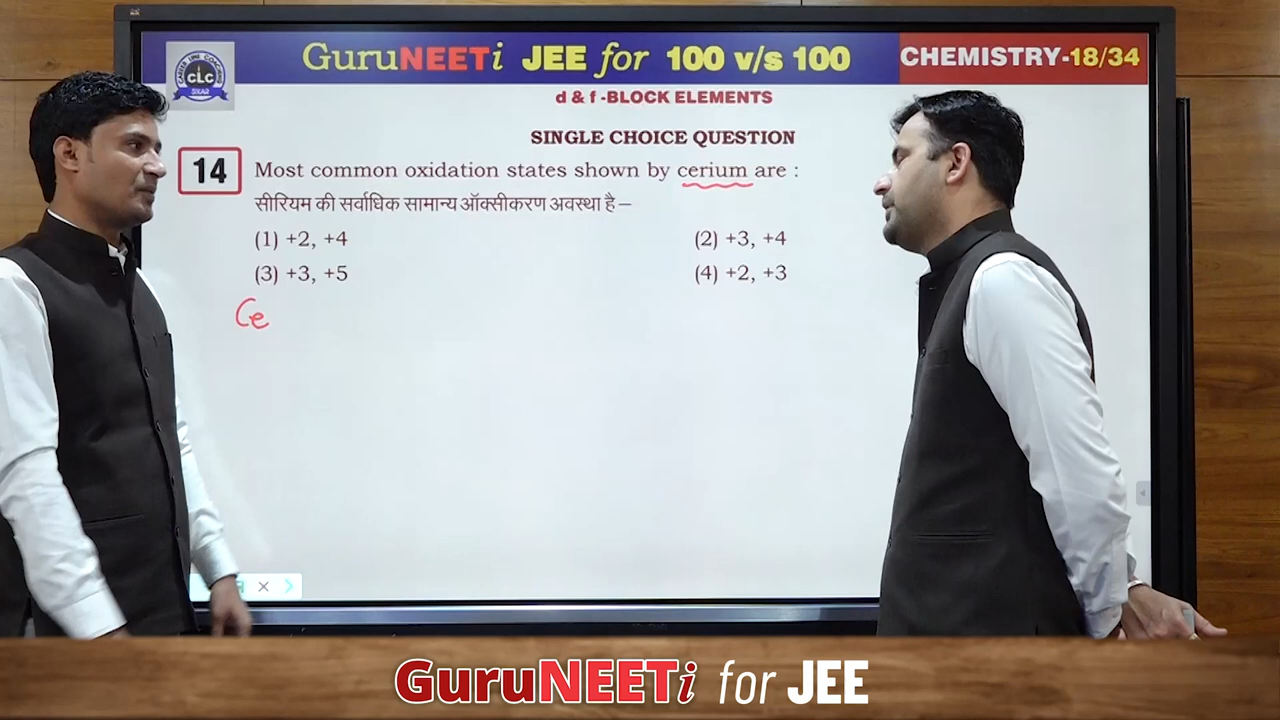 GuruNEETi JEE for 100 v/s 100
CHEMISTRY-18/34
CLC
SIKAR
d & f -BLOCK ELEMENTS
SINGLE CHOICE QUESTION
14 Most common oxidation states shown by cerium are :
सीरियम की सर्वाधिक सामान्य ऑक्सीकरण अवस्था है –
(1) +2, +4 (2) +3, +4
(3) +3, +5 (4) +2, +3
Ce
GuruNEETi for JEE